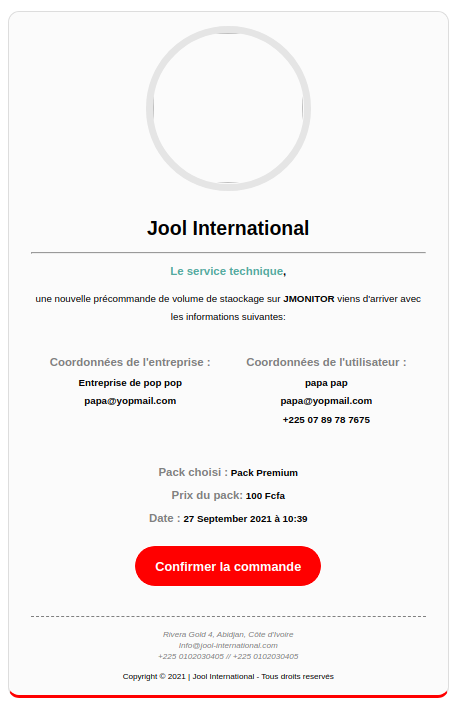 Jool International
Le service technique,
une nouvelle précommande de volume de staockage sur JMONITOR viens d'arriver avec
les informations suivantes:
Coordonnées de l'entreprise :
Entreprise de pop pop
papa@yopmail.com
Coordonnées de l'utilisateur :
papa pap
papa@yopmail.com
+225 07 89 78 7675
Pack choisi : Pack Premium
Prix du pack: 100 Fcfa
Date : 27 September 2021 à 10:39
Confirmer la commande
Rivera Gold 4, Abidjan, Côte d'Ivoire
Info@jool-international.com
+225 0102030405 // +225 0102030405
Copyright © 2021 | Jool International - Tous droits reservés